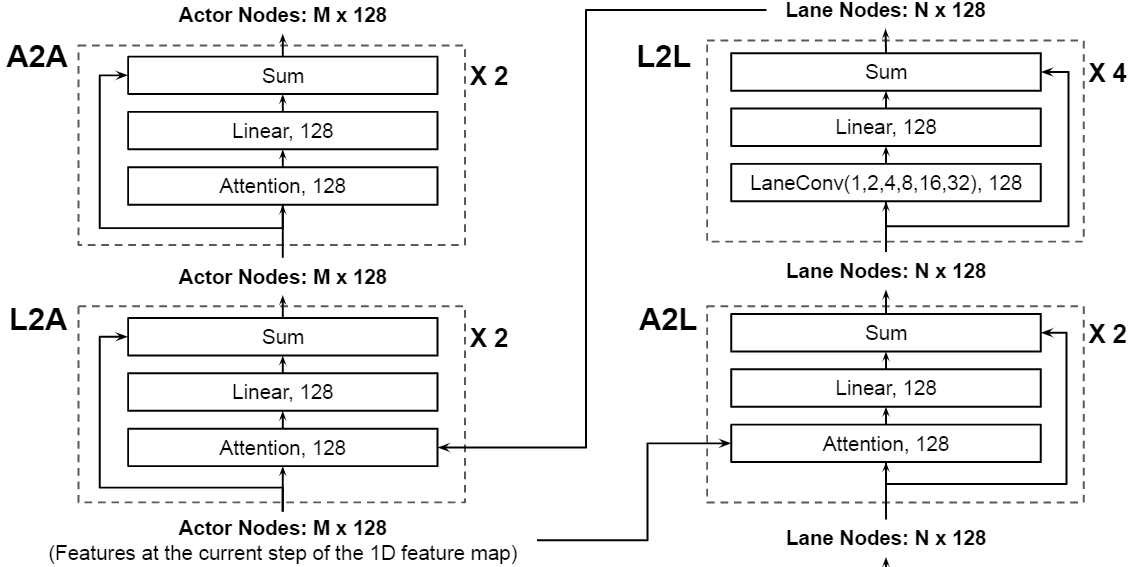 Actor Nodes: M x 128
A2A
X 2
Sum
Linear, 128
Attention, 128
Actor Nodes: M x 128
L2A
X 2
Sum
Linear, 128
Attention, 128
Actor Nodes: M x 128
(Features at the current step of the 1D feature map)
Lane Nodes: N x 128
L2L
X 4
Sum
Linear, 128
LaneConv(1,2,4,8,16,32), 128
Lane Nodes: N x 128
A2L
X 2
Sum
Linear, 128
Attention, 128
Lane Nodes: N x 128